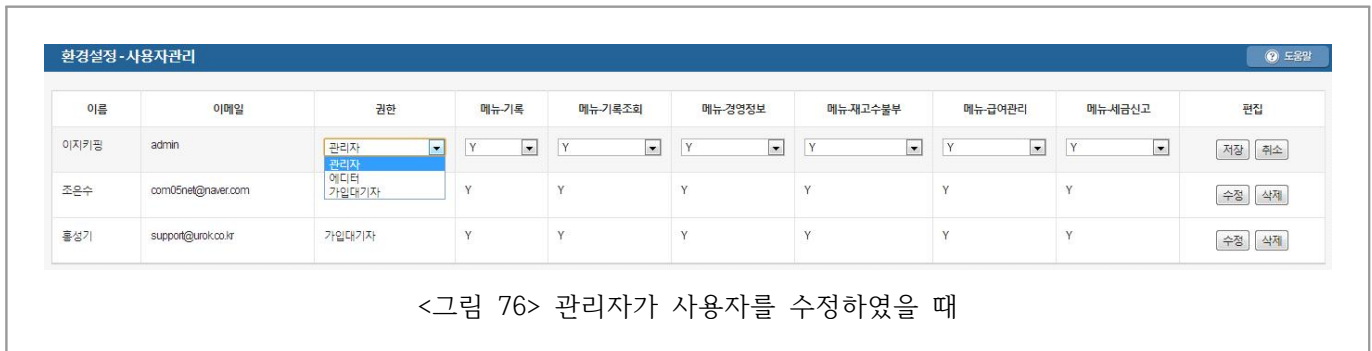 환경설정-사용자관리
도움말
이름 이메일 권한 메뉴-기록 메뉴-기록조회 메뉴-경영정보 메뉴-재고수불부 메뉴-급여관리 메뉴-세금신고 편집
이지키핑 admin 관리자 Y Y Y Y Y Y 저장 취소
관리자
에디터
가입대기자
조은수 com05net@naver.com Y Y Y Y Y Y 수정 삭제
홍성기 support@urok.co.kr 가입대기자 Y Y Y Y Y Y 수정 삭제
<그림 76> 관리자가 사용자를 수정하였을 때